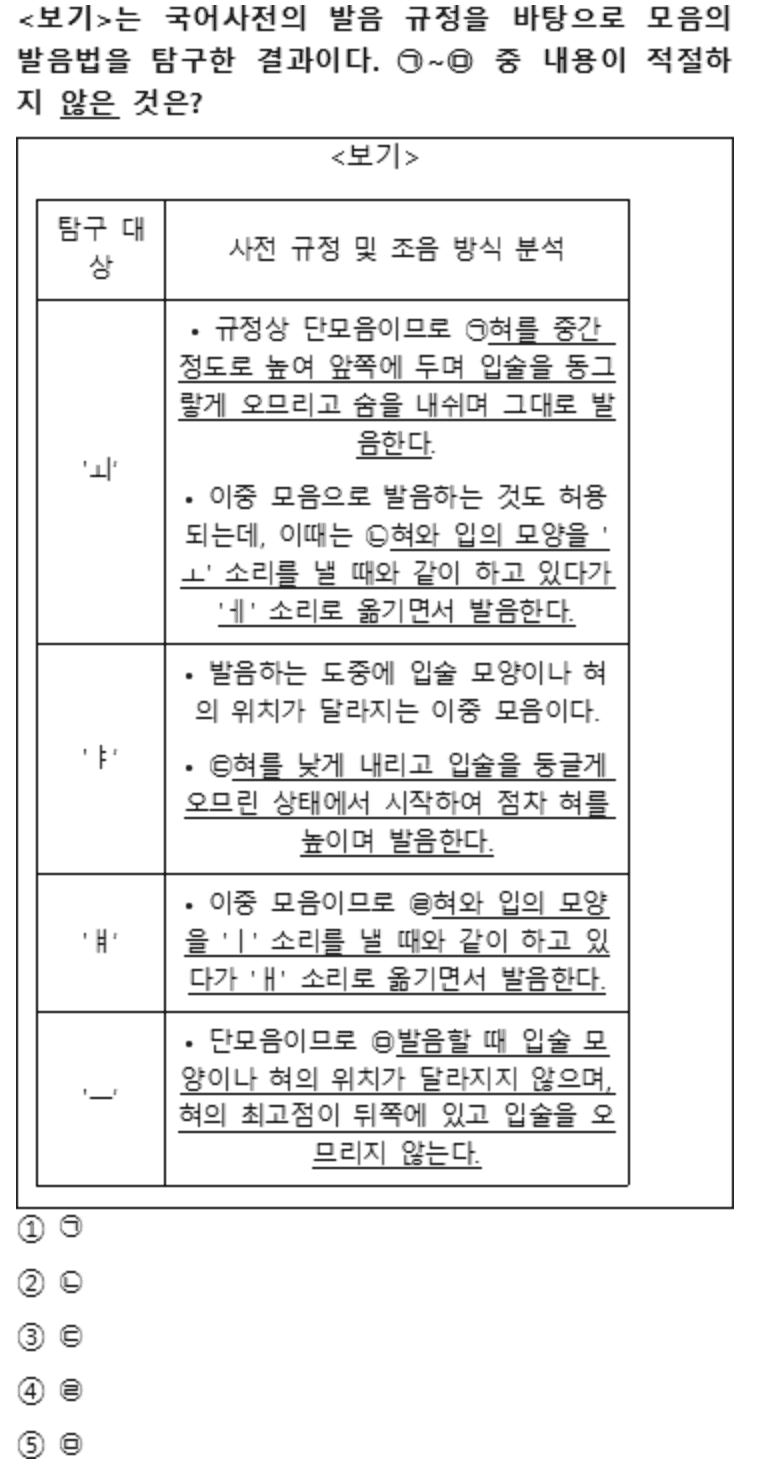 <보기>는 국어사전의 발음 규정을 바탕으로 모음의
발음법을 탐구한 결과이다. ㉠~㉤ 중 내용이 적절하
지 않은 것은?
<보기>
탐구 대
상
사전 규정 및 조음 방식 분석
'ㅚ'
• 규정상 단모음이므로 ㉠혀를 중간
정도로 높여 앞쪽에 두며 입술을 동그
랗게 오므리고 숨을 내쉬며 그대로 발
음한다.
• 이중 모음으로 발음하는 것도 허용
되는데, 이때는 ㉡혀와 입의 모양을 '
ㅗ' 소리를 낼 때와 같이 하고 있다가
'ㅔ' 소리로 옮기면서 발음한다.
'ㅑ'
• 발음하는 도중에 입술 모양이나 혀
의 위치가 달라지는 이중 모음이다.
• ㉢혀를 낮게 내리고 입술을 둥글게
오므린 상태에서 시작하여 점차 혀를
높이며 발음한다.
'ㅒ'
• 이중 모음이므로 ㉣혀와 입의 모양
을 'ㅣ' 소리를 낼 때와 같이 하고 있
다가 'ㅐ' 소리로 옮기면서 발음한다.
'ㅡ'
• 단모음이므로 ㉤발음할 때 입술 모
양이나 혀의 위치가 달라지지 않으며,
혀의 최고점이 뒤쪽에 있고 입술을 오
므리지 않는다.
① ㉠
② ㉡
③ ㉢
④ ㉣
⑤ ㉤